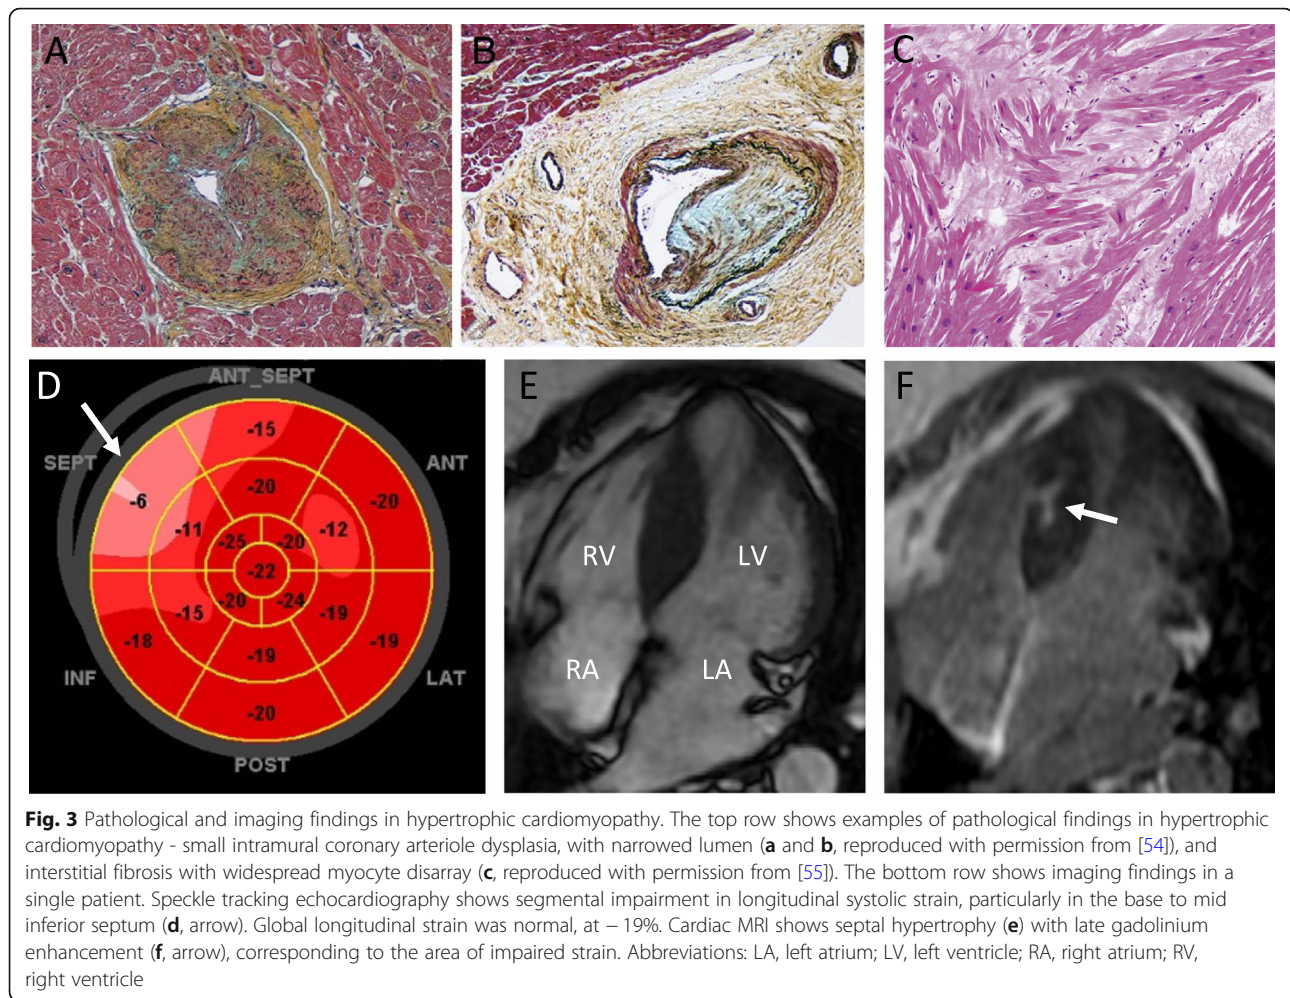 A
B
C
D
ANT_SEPT
-15
SEPT
ANT
-6
-20
-20
-11
-12
-25
-20
-22
-20
-24
-15
-19
-18
-19
-19
INF
LAT
-20
POST
E
RV
LV
RA
LA
F
Fig. 3 Pathological and imaging findings in hypertrophic cardiomyopathy. The top row shows examples of pathological findings in hypertrophic
cardiomyopathy - small intramural coronary arteriole dysplasia, with narrowed lumen (a and b, reproduced with permission from [54]), and
interstitial fibrosis with widespread myocyte disarray (c, reproduced with permission from [55]). The bottom row shows imaging findings in a
single patient. Speckle tracking echocardiography shows segmental impairment in longitudinal systolic strain, particularly in the base to mid
inferior septum (d, arrow). Global longitudinal strain was normal, at − 19%. Cardiac MRI shows septal hypertrophy (e) with late gadolinium
enhancement (f, arrow), corresponding to the area of impaired strain. Abbreviations: LA, left atrium; LV, left ventricle; RA, right atrium; RV,
right ventricle